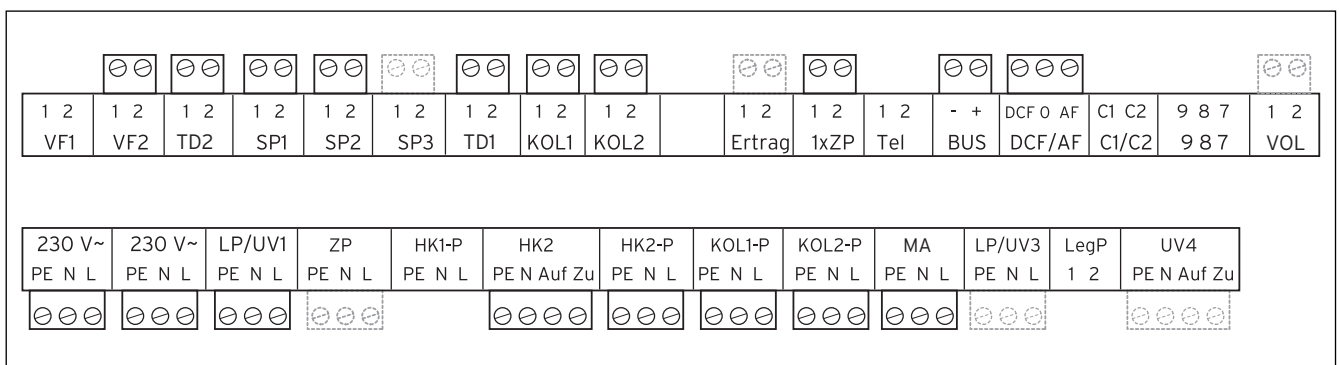 1 2 1 2 1 2 1 2 1 2 1 2 1 2 1 2 1 2 1 2 1 2 1 2 - + DCF O AF C1 C2 9 8 7 1 2
VF1 VF2 TD2 SP1 SP2 SP3 TD1 KOL1 KOL2 Ertrag 1xZP Tel BUS DCF/AF C1/C2 9 8 7 VOL
230 V~ 230 V~ LP/UV1 ZP HK1-P HK2 HK2-P KOL1-P KOL2-P MA LP/UV3 LegP UV4
PE N L PE N L PE N L PE N L PE N L PE N Auf Zu PE N L PE N L PE N L PE N L PE N L 1 2 PE N Auf Zu